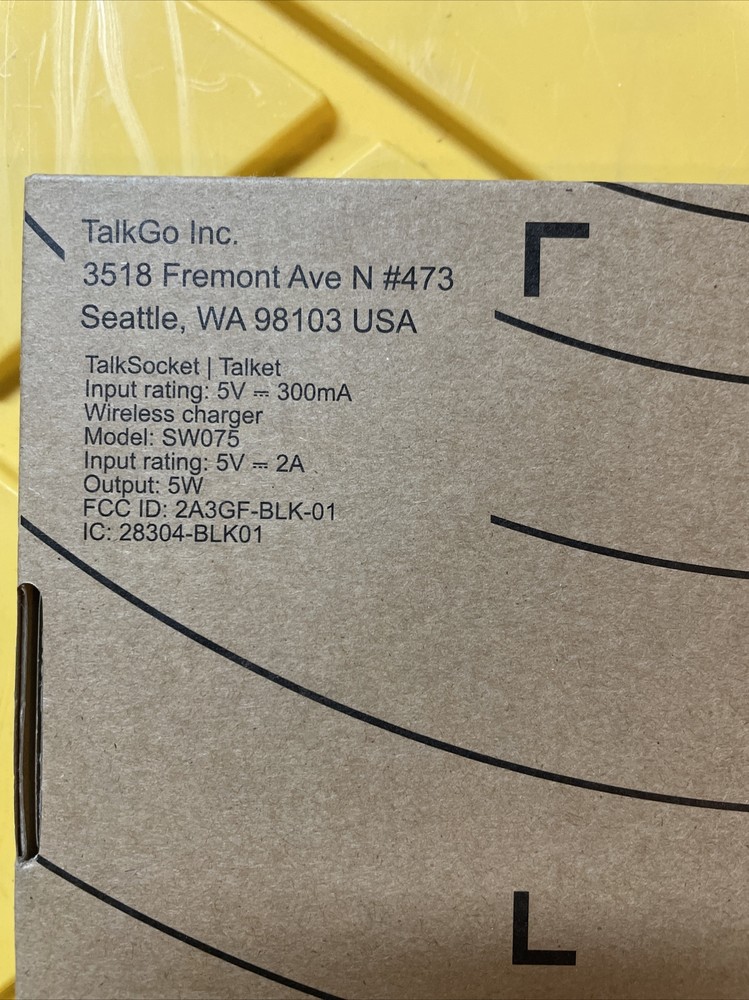 TalkGo Inc.
3518 Fremont Ave N #473
Seattle, WA 98103 USA
TalkSocket | Talket
Input rating: 5V ⎓ 300mA
Wireless charger
Model: SW075
Input rating: 5V ⎓ 2A
Output: 5W
FCC ID: 2A3GF-BLK-01
IC: 28304-BLK01